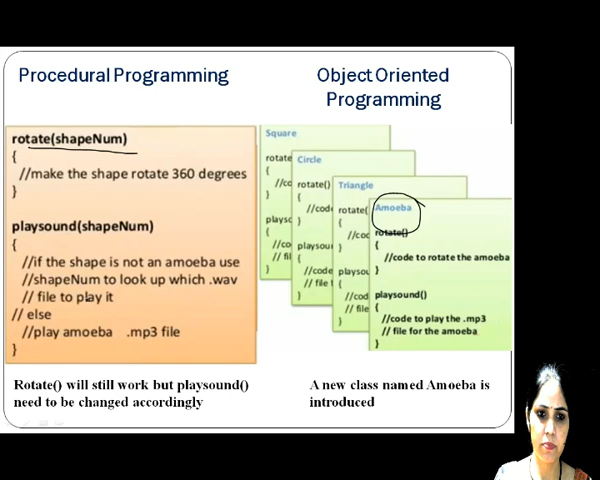 Procedural Programming
Object Oriented
Programming
rotate(shapeNum)
{
//make the shape rotate 360 degrees
}
playsound(shapeNum)
{
//if the shape is not an amoeba use
//shapeNum to look up which .wav
// file to play it
// else
//play amoeba .mp3 file
}
Square
rotate
{
//co
playsc
{
//co
// fil
}
Circle
rotate()
{
//code
}
playsou
{
//code
// file
}
Triangle
rotate(
{
//cod
}
playsou
{
//cod
// file
}
Amoeba
rotate()
{
//code to rotate the amoeba
}
playsound()
{
//code to play the .mp3
// file for the amoeba
}
Rotate() will still work but playsound()
need to be changed accordingly
A new class named Amoeba is
introduced